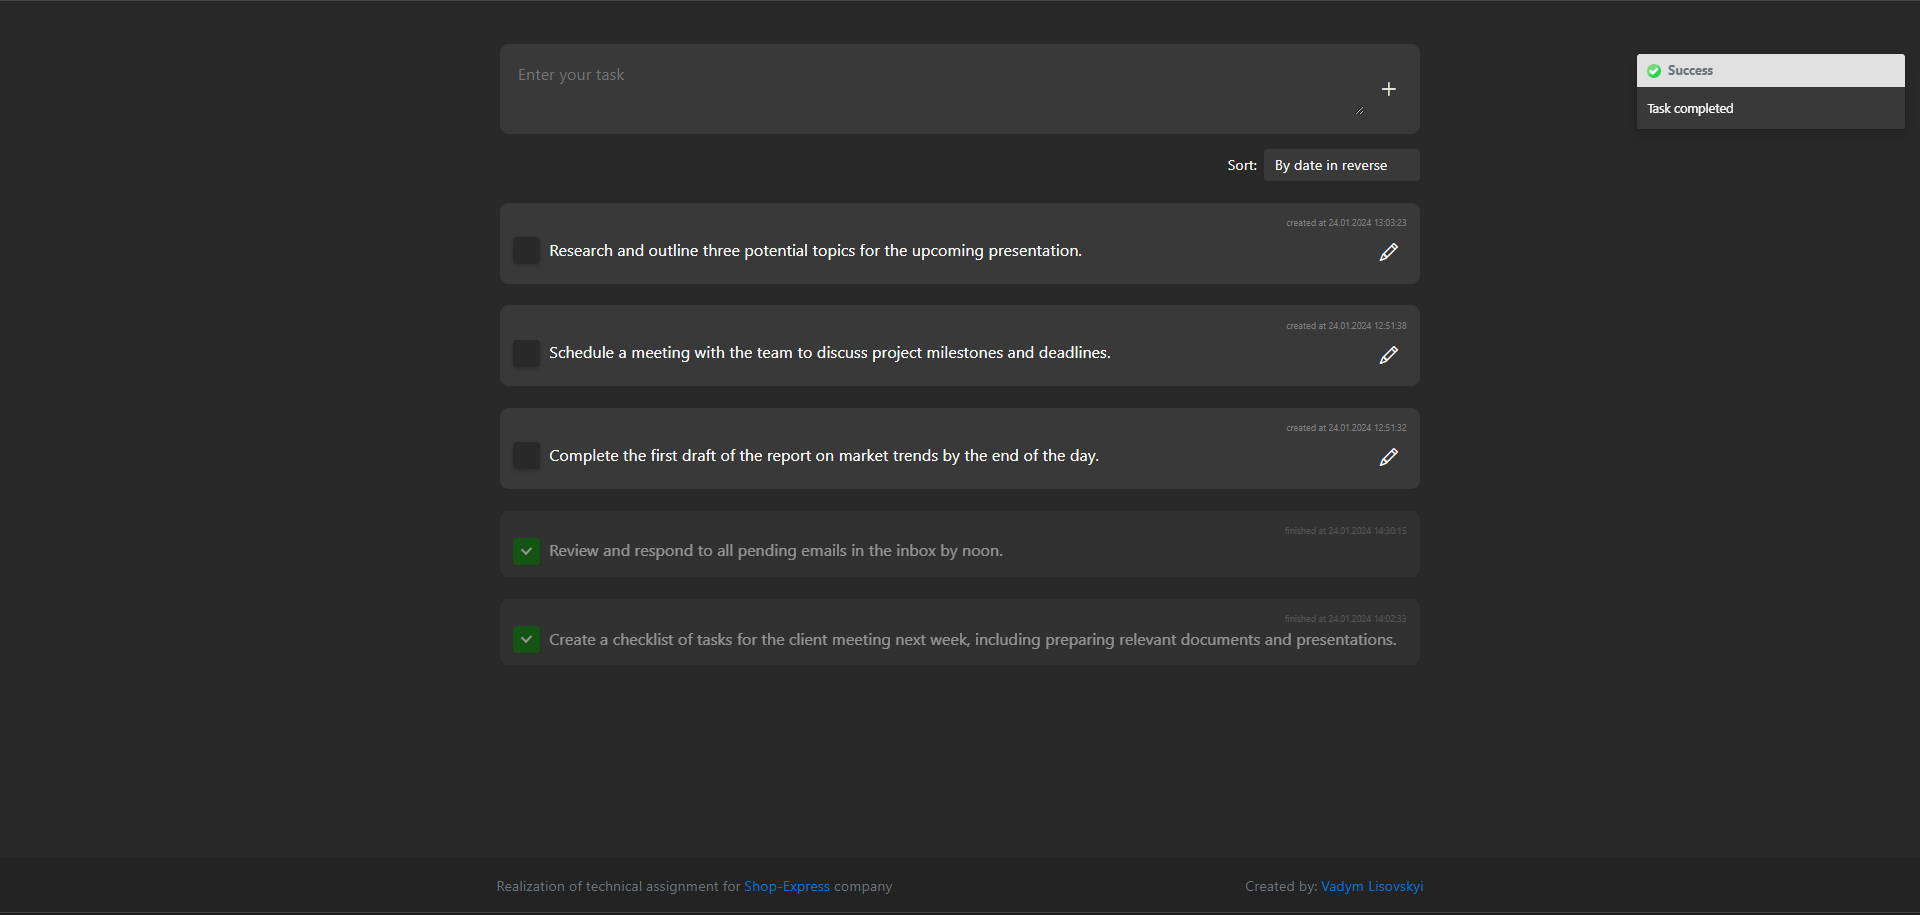 Enter your task
Success
Task completed
Sort: By date in reverse
created at 24.01.2024 13:03:23
Research and outline three potential topics for the upcoming presentation.
created at 24.01.2024 12:51:38
Schedule a meeting with the team to discuss project milestones and deadlines.
created at 24.01.2024 12:51:32
Complete the first draft of the report on market trends by the end of the day.
finished at 24.01.2024 14:30:15
Review and respond to all pending emails in the inbox by noon.
finished at 24.01.2024 14:02:33
Create a checklist of tasks for the client meeting next week, including preparing relevant documents and presentations.
Realization of technical assignment for Shop-Express company
Created by: Vadym Lisovskyi